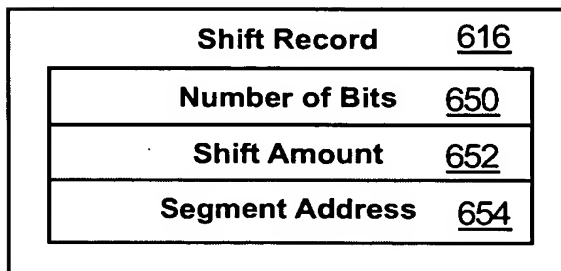 Shift Record 616
Number of Bits 650
Shift Amount 652
Segment Address 654